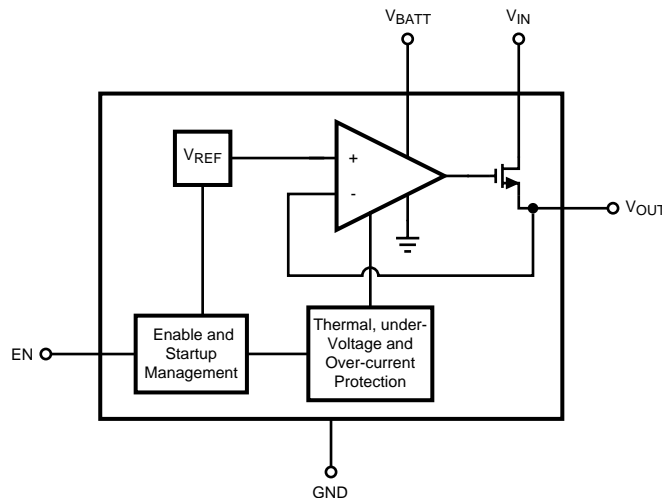 VBATT
VIN
VREF
+
-
VOUT
EN
Enable and
Startup
Management
Thermal, under-
Voltage and
Over-current
Protection
GND